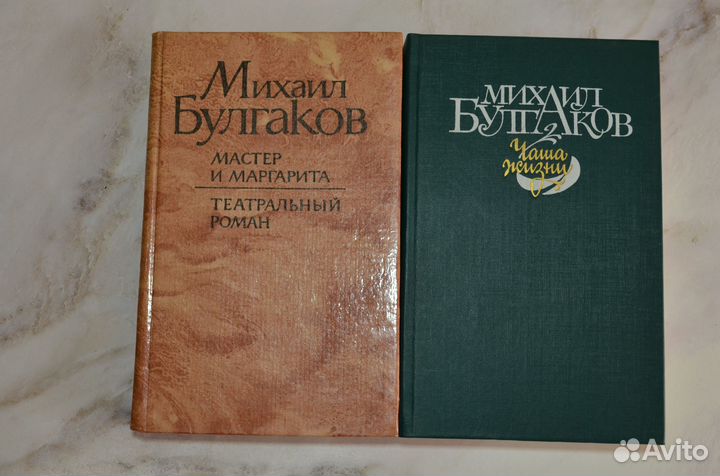 Михаил
Булгаков
МАСТЕР
И МАРГАРИТА
ТЕАТРАЛЬНЫЙ
РОМАН
МИХАИЛ
БУЛГАКОВ
Чаша
жизни
Avito